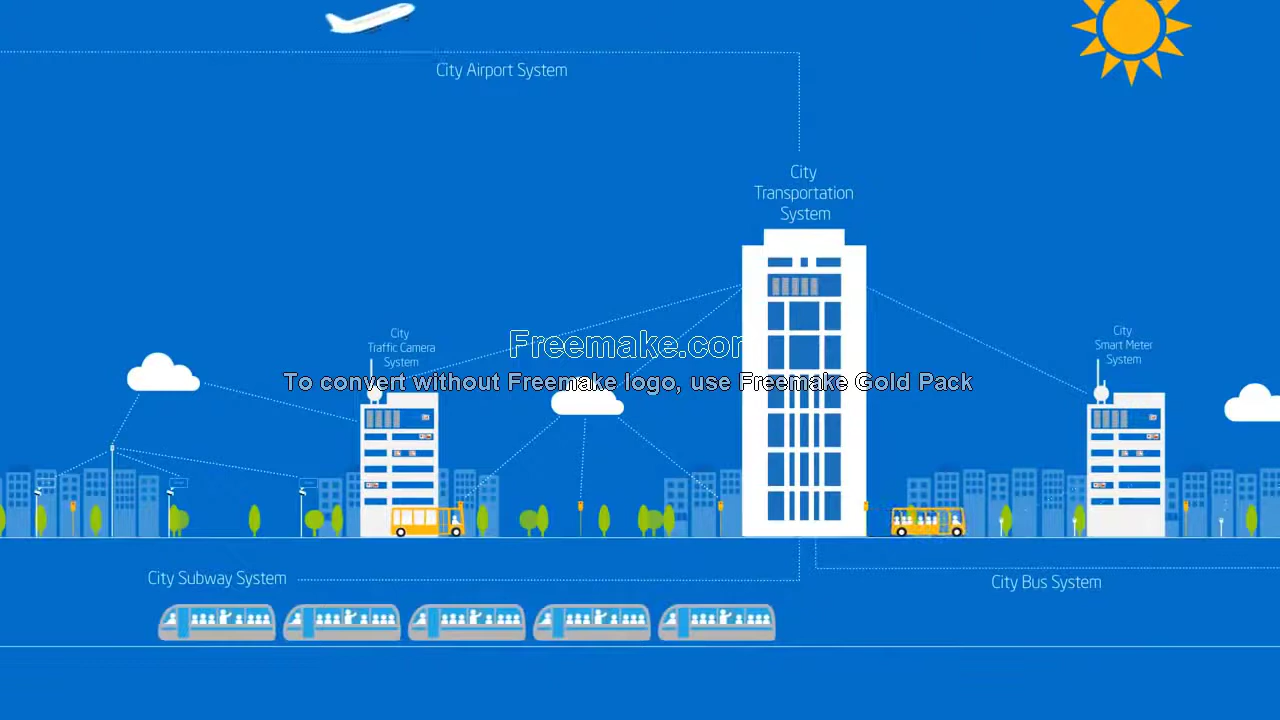 City Airport System
City
Transportation
System
City
Traffic Camera
System
City
Smart Meter
System
Freemake.com
To convert without Freemake logo, use Freemake Gold Pack
City Subway System
City Bus System